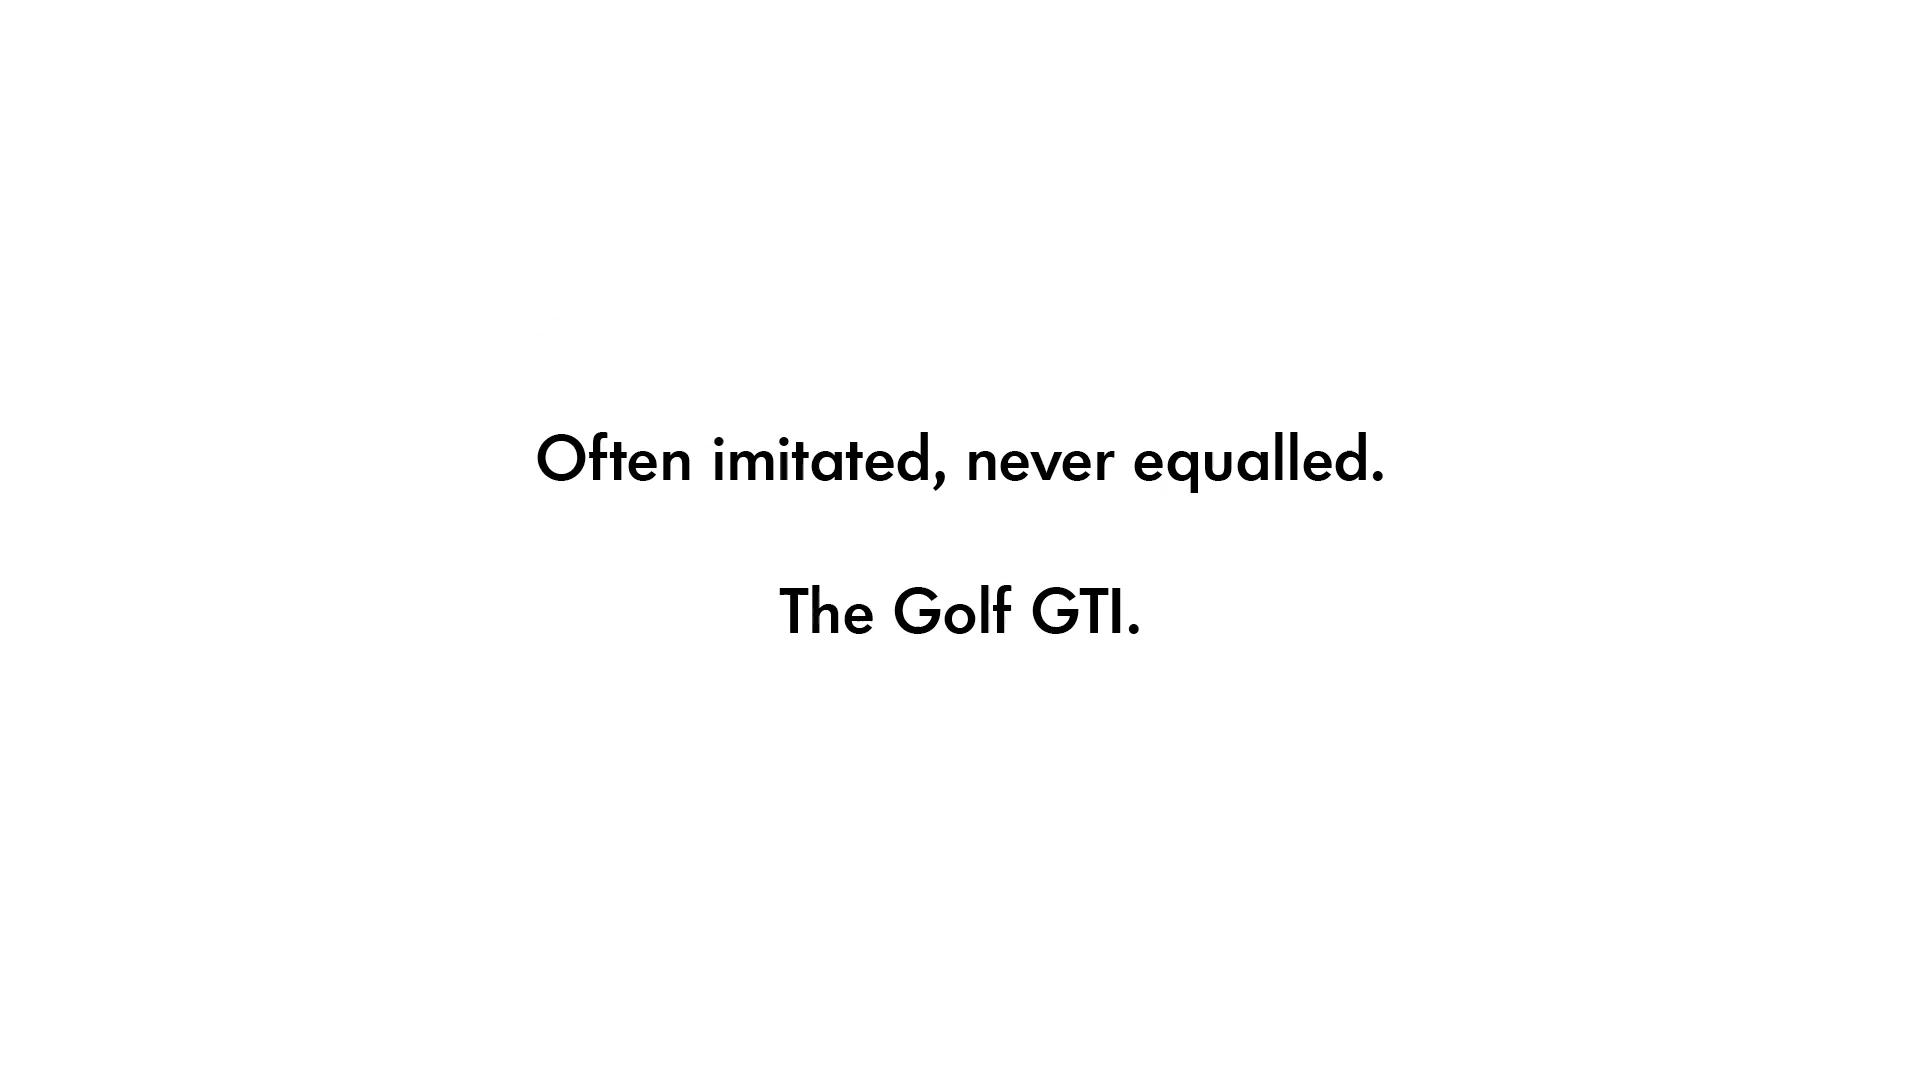 Often imitated, never equalled.
The Golf GTI.